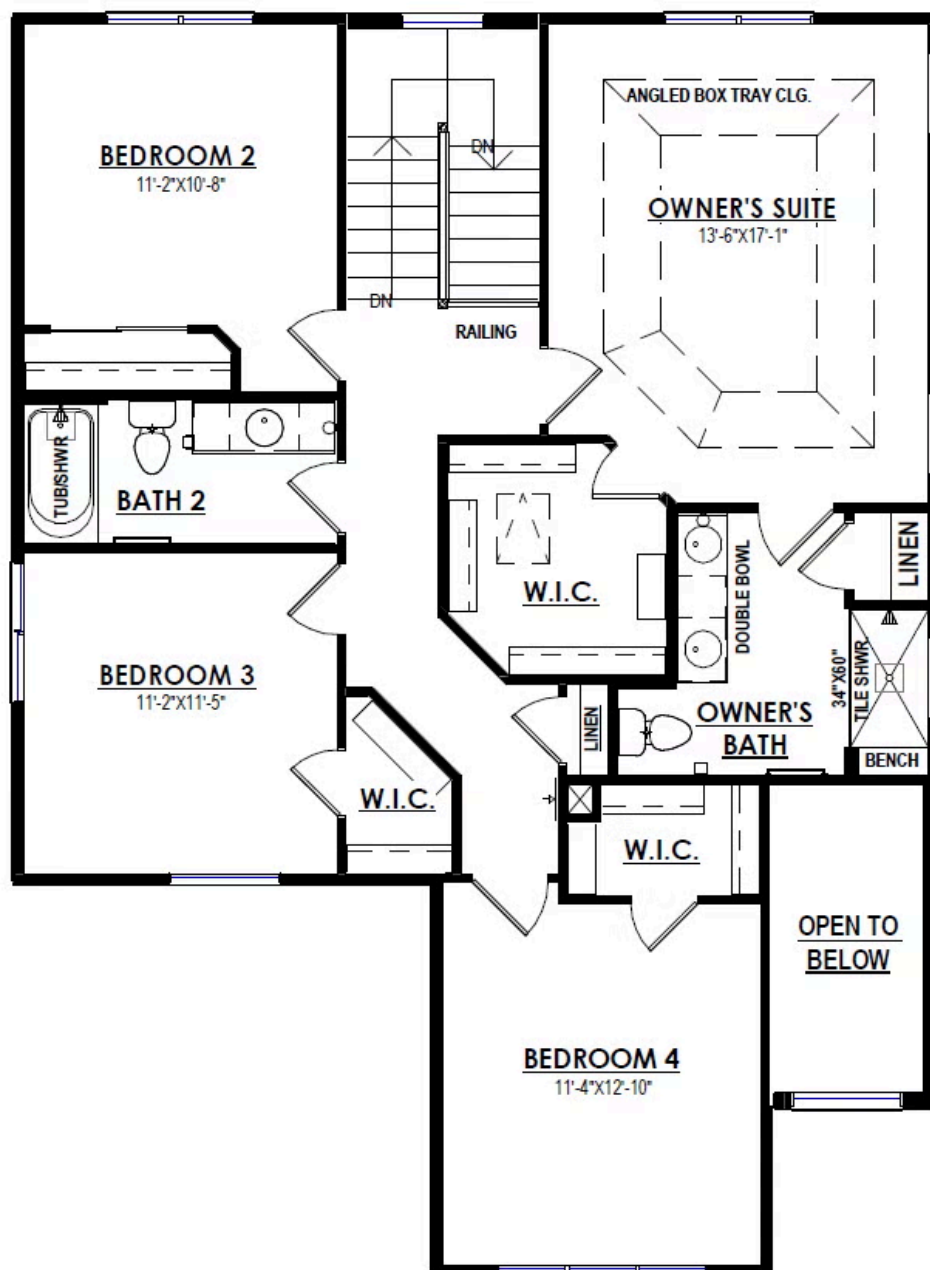 ANGLED BOX TRAY CLG.
DN
BEDROOM 2
11'-2"X10'-8"
OWNER'S SUITE
13'-6"X17'-1"
DN
RAILING
TUB/SHWR
BATH 2
W.I.C.
DOUBLE BOWL
LINEN
BEDROOM 3
11'-2"X11'-5"
34"X60"
TILE SHWR
OWNER'S
BATH
LINEN
BENCH
W.I.C.
W.I.C.
OPEN TO
BELOW
BEDROOM 4
11'-4"X12'-10"